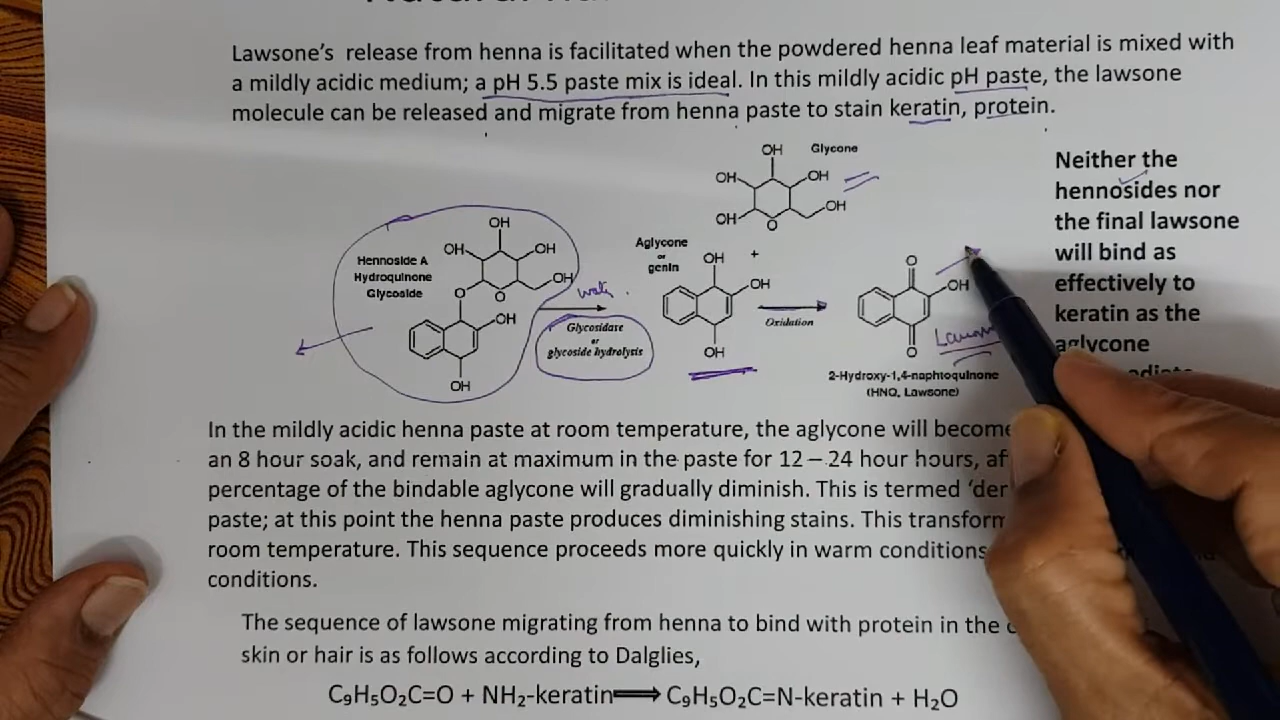 Lawsone's release from henna is facilitated when the powdered henna leaf material is mixed with
a mildly acidic medium; a pH 5.5 paste mix is ideal. In this mildly acidic pH paste, the lawsone
molecule can be released and migrate from henna paste to stain keratin, protein.
OH Glycone
OH OH
OH O OH
Neither the
hennosides nor
the final lawsone
will bind as
effectively to
keratin as the
aglycone
Hennoside A
Hydroquinone
Glycoside
OH
OH OH
OH
O O
OH
OH
Glycosidase
or
glycoside hydrolysis
Aglycone
or
genin
OH +
OH
OH
Oxidation
O
OH
O
2-Hydroxy-1,4-naphtoquinone
(HNQ, Lawsone)
In the mildly acidic henna paste at room temperature, the aglycone will become
an 8 hour soak, and remain at maximum in the paste for 12 – 24 hour hours, af
percentage of the bindable aglycone will gradually diminish. This is termed 'der
paste; at this point the henna paste produces diminishing stains. This transform
room temperature. This sequence proceeds more quickly in warm conditions
conditions.
The sequence of lawsone migrating from henna to bind with protein in the
skin or hair is as follows according to Dalglies,
C₉H₅O₂C=O + NH₂-keratin⟹ C₉H₅O₂C=N-keratin + H₂O